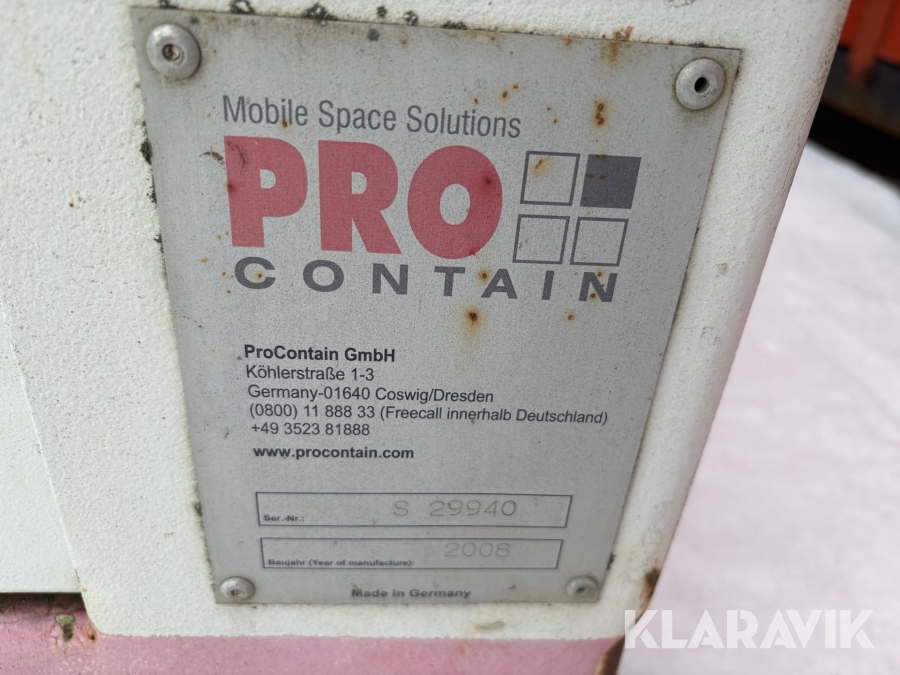 Mobile Space Solutions
PRO
CONTAIN
ProContain GmbH
Köhlerstraße 1-3
Germany-01640 Coswig/Dresden
(0800) 11 888 33 (Freecall innerhalb Deutschland)
+49 3523 81888
www.procontain.com
Ser.-Nr.: S 29940
Baujahr (Year of manufacture): 2008
Made in Germany
KLARAVIK